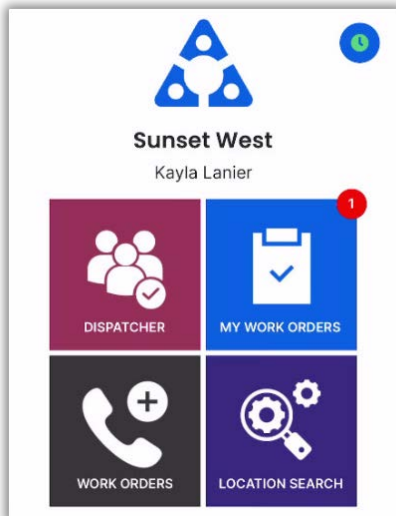 Sunset West
Kayla Lanier
1
DISPATCHER
MY WORK ORDERS
WORK ORDERS
LOCATION SEARCH